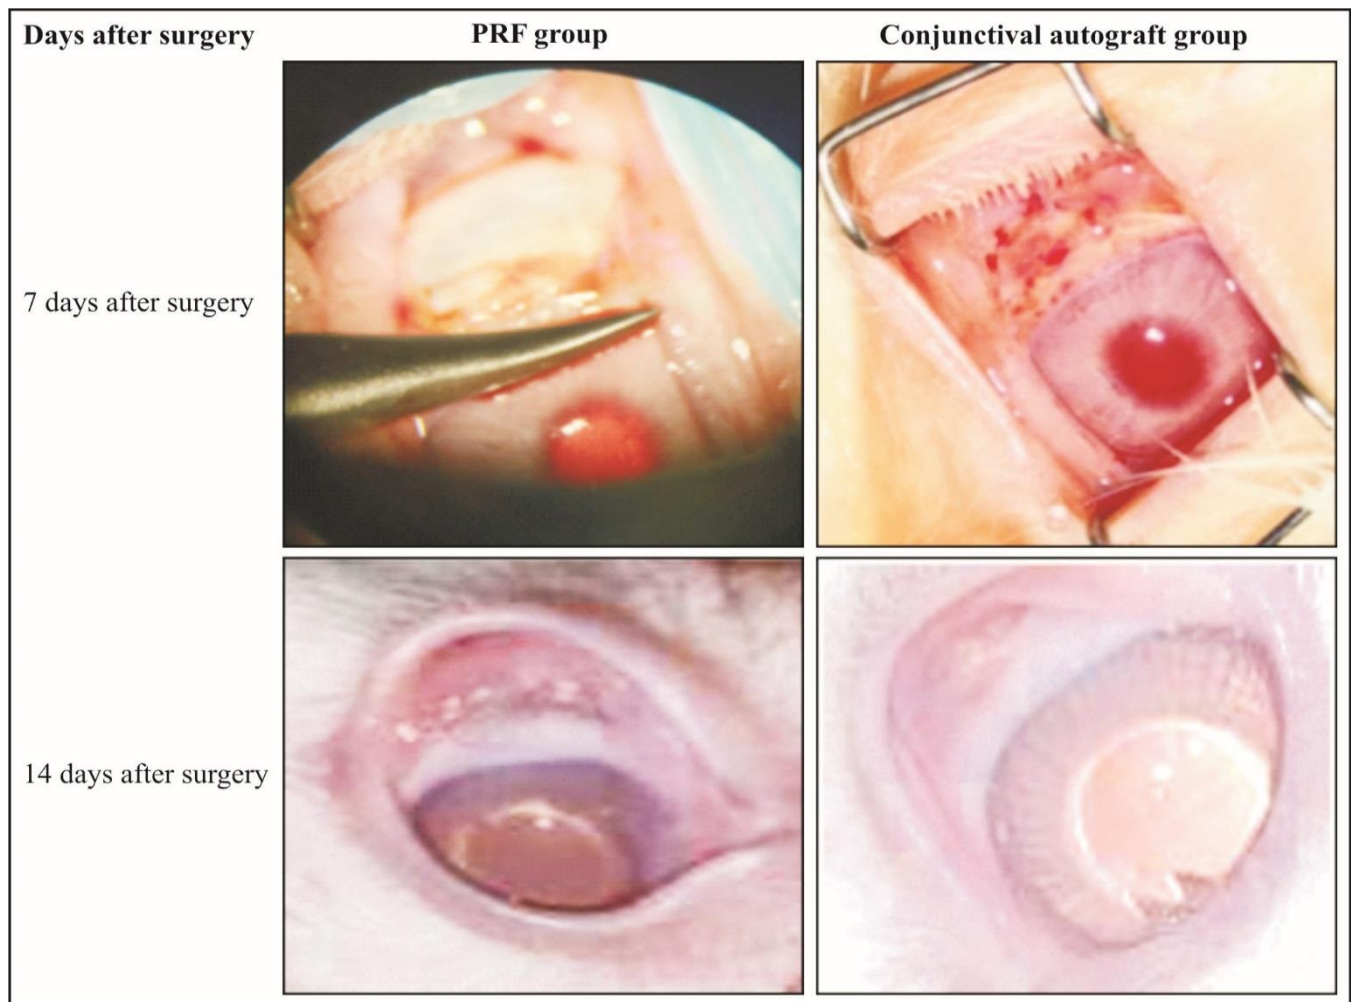 Days after surgery
PRF group
Conjunctival autograft group
7 days after surgery
14 days after surgery